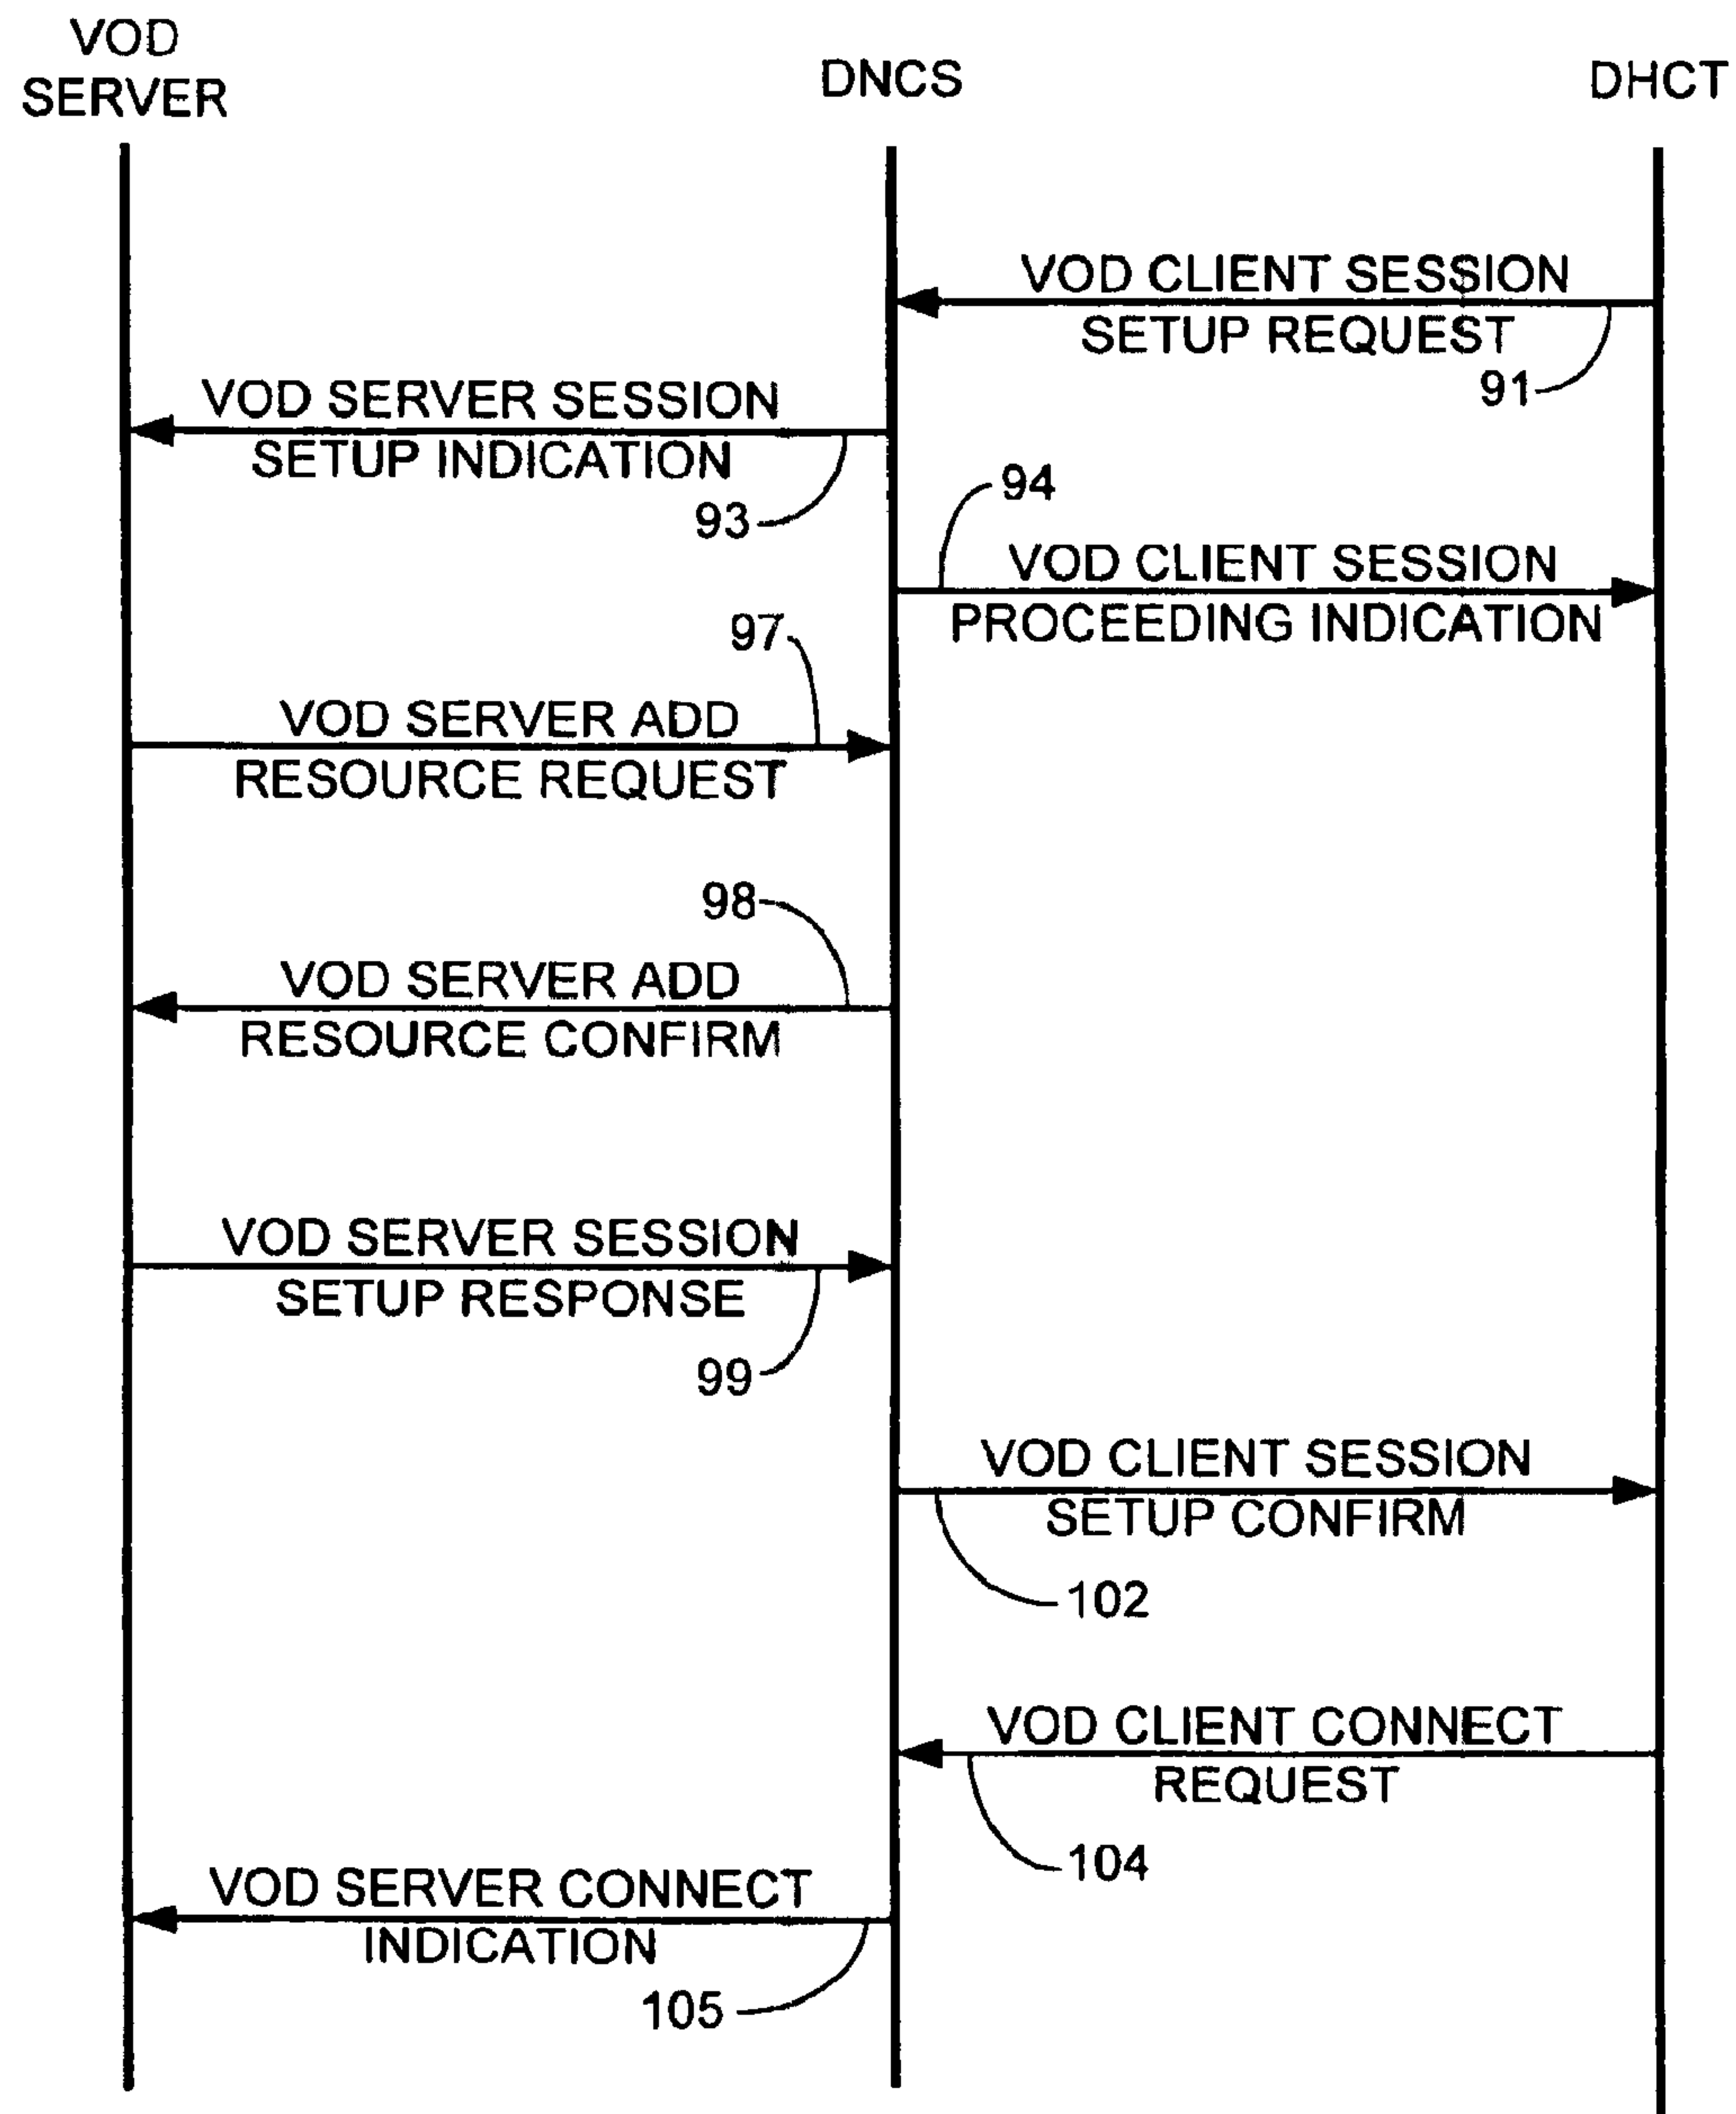 VOD
SERVER
DNCS
DHCT
VOD CLIENT SESSION
SETUP REQUEST
91
VOD SERVER SESSION
SETUP INDICATION
93
94
VOD CLIENT SESSION
PROCEEDING INDICATION
97
VOD SERVER ADD
RESOURCE REQUEST
98
VOD SERVER ADD
RESOURCE CONFIRM
VOD SERVER SESSION
SETUP RESPONSE
99
VOD CLIENT SESSION
SETUP CONFIRM
102
VOD CLIENT CONNECT
REQUEST
104
VOD SERVER CONNECT
INDICATION
105